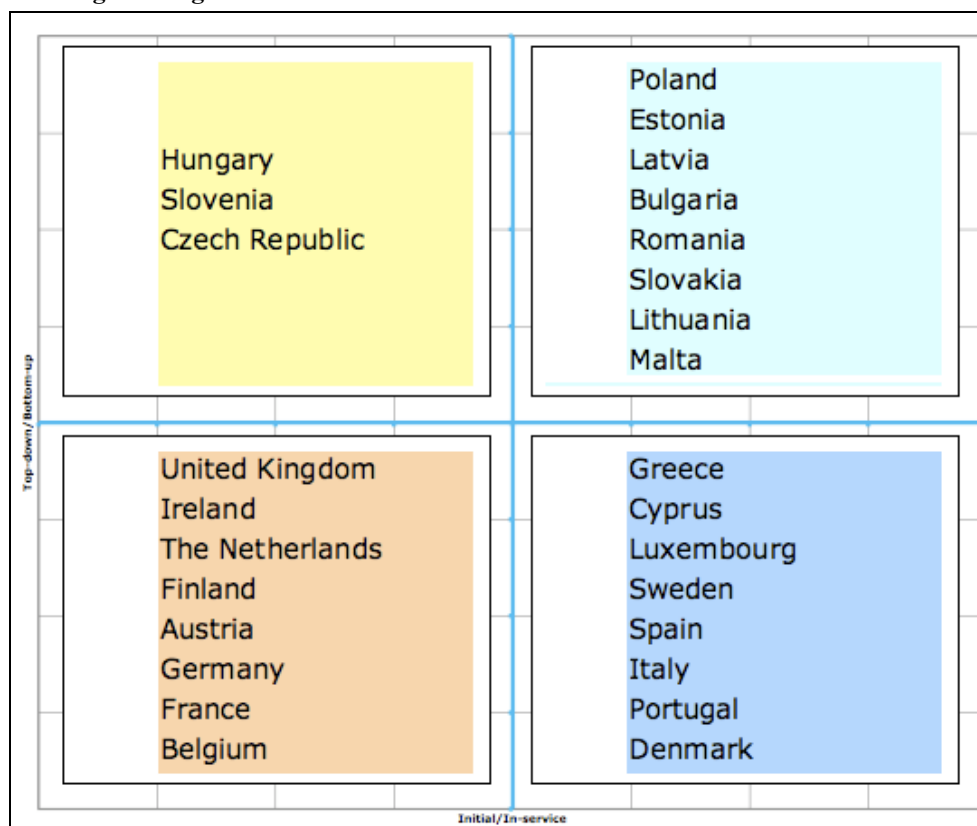 Hungary
Slovenia
Czech Republic
Poland
Estonia
Latvia
Bulgaria
Romania
Slovakia
Lithuania
Malta
Top-down/Bottom-up
United Kingdom
Ireland
The Netherlands
Finland
Austria
Germany
France
Belgium
Greece
Cyprus
Luxembourg
Sweden
Spain
Italy
Portugal
Denmark
Initial/In-service